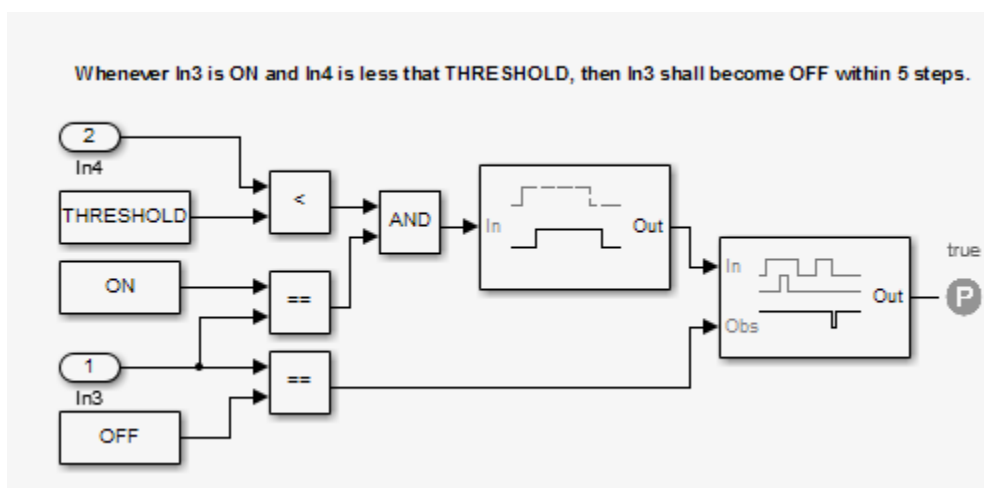 Whenever In3 is ON and In4 is less that THRESHOLD, then In3 shall become OFF within 5 steps.
2
In4
THRESHOLD
<
AND
In
Out
ON
==
In
Out
Obs
true
P
1
In3
==
OFF